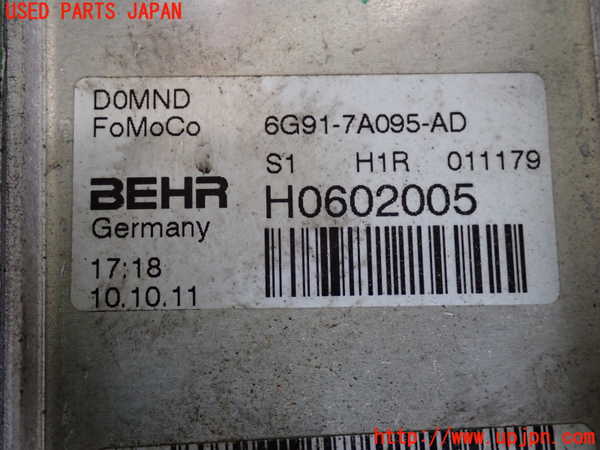 USED PARTS JAPAN
D0MND
FoMoCo 6G91-7A095-AD
S1 H1R 011179
BEHR H0602005
Germany
17:18
10.10.11
http://www.upjpn.com